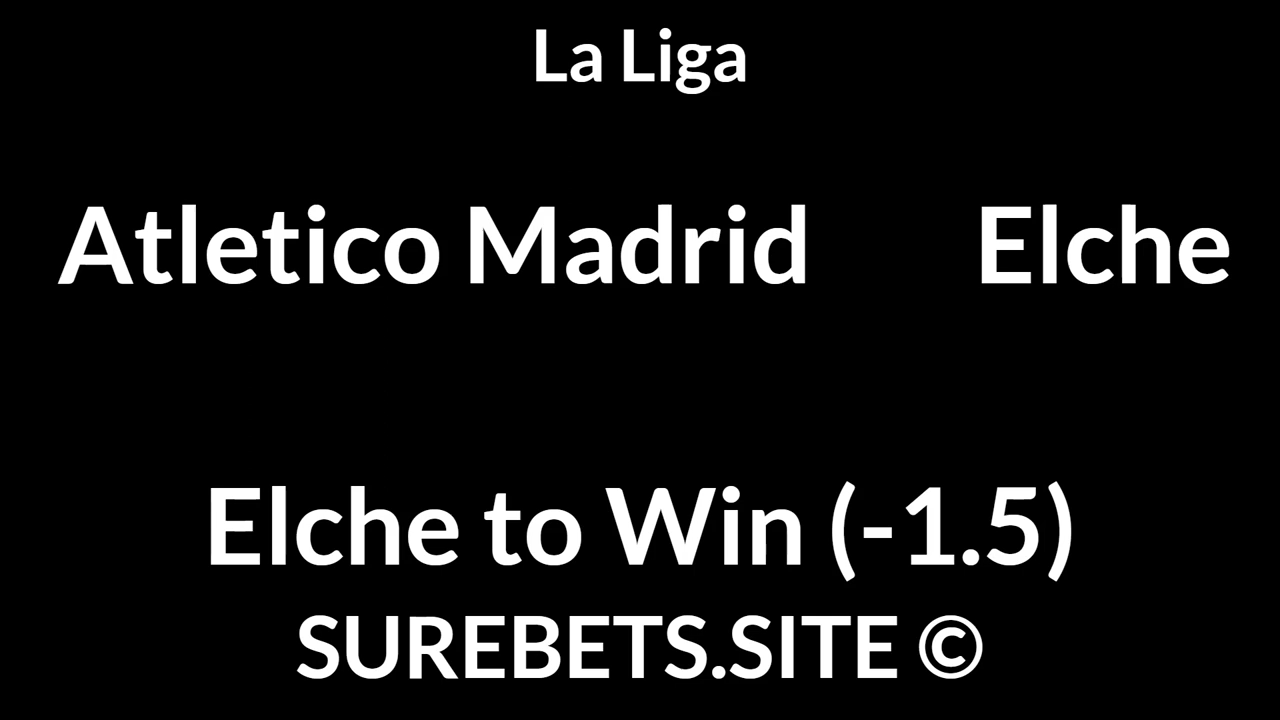 La Liga
Atletico Madrid Elche
Elche to Win (-1.5)
SUREBETS.SITE ©